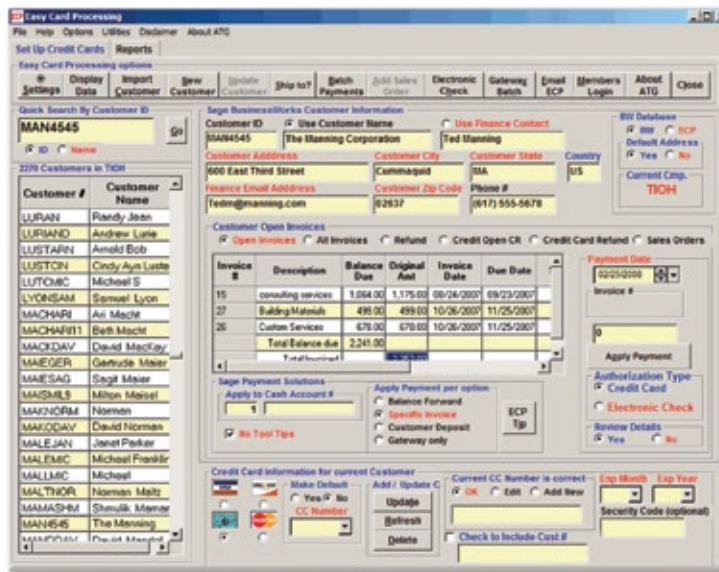 Easy Card Processing
File Help Options Utilities Disclaimer About ATG
Set Up Credit Cards Reports
Easy Card Processing options
Settings Display Data Import Customer New Customer Update Customer Ship to? Batch Payments Add Sales Order Electronic Check Gateway Batch Email ECP Members Login About ATG Close
Quick Search By Customer ID
MAN4545 Go
ID Name
2270 Customers in TIOH
Customer # Customer Name
LURAN Randy Jean
LURIAND Andrew Lurie
LUSTARN Arnold Bob
LUSTCIN Cindy Ayn Luste
LUTCMIC Michael S
LYONSAM Samuel Lyon
MACHARI Ari Macht
MACHARI1 Beth Macht
MACKDAV David MacKay
MAIEGER Gertrude Maier
MAIESAG Sagit Maier
MAISMIL9 Milton Maisel
MAKNORM Norman
MAKODAV David Norman
MALEJAN Janet Parker
MALEMIC Michael Franklin
MALLMIC Michael
MALTNOR Norman Maltz
MAMASHM Shmulik Maman
MAN4545 The Manning
Sage BusinessWorks Customer Information
Customer ID Use Customer Name Use Finance Contact
MAN4545 The Manning Corporation Ted Manning
Customer Adddress Customer City Customer State Country
600 East Third Street Cummaquid MA US
Finance Email Adddress Customer Zip Code Phone #
Tedm@manning.com 02637 (617) 555-5678
BW Database
BW ECP
Default Address
Yes No
Current Cmp.
TIOH
Customer Open Invoices
Open Invoices All Invoices Refund Credit Open CR Credit Card Refund Sales Orders
Invoice # Description Balance Due Original Amt Invoice Date Due Date
15 consulting services 1,064.00 1,175.00 08/24/2007 09/23/2007
27 Building Materials 499.00 499.00 10/26/2007 11/25/2007
26 Custom Services 678.00 678.00 10/26/2007 11/25/2007
Total Balance due 2,241.00
Total Invoiced
Payment Date
02/25/2008
Invoice #
0
Apply Payment
Authorization Type
Credit Card
Electronic Check
Review Details
Yes No
Sage Payment Solutions
Apply to Cash Account #
1
No Tool Tips
Apply Payment per option
Balance Forward
Specific Invoice
Customer Deposit
Gateway only
ECP Tip
Credit Card Information for current Customer
VISA
Make Default
Yes No
CC Number
Add / Update C
Update
Refresh
Delete
Current CC Number is correct
OK Edit Add New
Check to Include Cust #
Exp Month Exp Year
Security Code (optional)